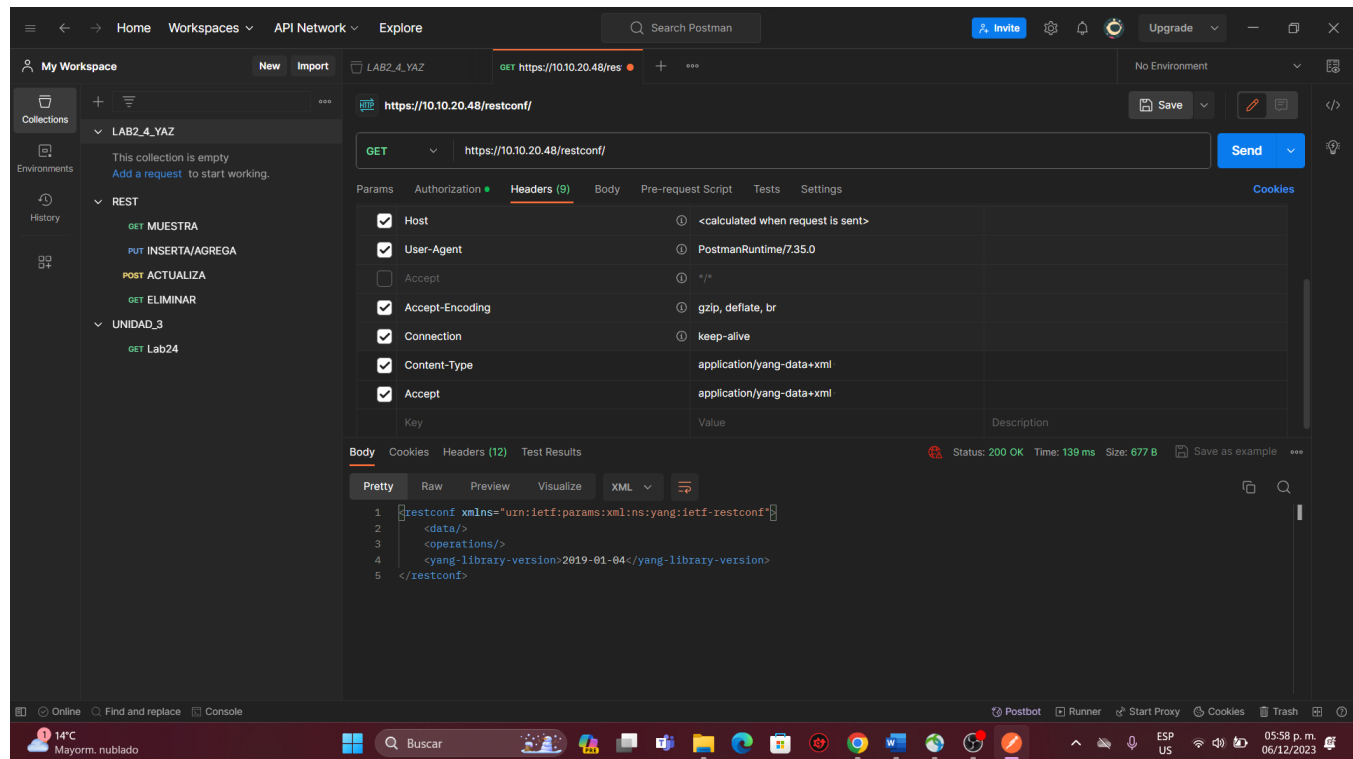 Home Workspaces API Network Explore Search Postman Invite Upgrade
My Workspace New Import LAB2_4_YAZ GET https://10.10.20.48/res No Environment
Collections
Environments
History
LAB2_4_YAZ
This collection is empty
Add a request to start working.
REST
GET MUESTRA
PUT INSERTA/AGREGA
POST ACTUALIZA
GET ELIMINAR
UNIDAD_3
GET Lab24
HTTP https://10.10.20.48/restconf/ Save
GET https://10.10.20.48/restconf/ Send
Params Authorization Headers (9) Body Pre-request Script Tests Settings Cookies
Host <calculated when request is sent>
User-Agent PostmanRuntime/7.35.0
Accept */*
Accept-Encoding gzip, deflate, br
Connection keep-alive
Content-Type application/yang-data+xml
Accept application/yang-data+xml
Key Value Description
Body Cookies Headers (12) Test Results Status: 200 OK Time: 139 ms Size: 677 B Save as example
Pretty Raw Preview Visualize XML
1 <restconf xmlns="urn:ietf:params:xml:ns:yang:ietf-restconf">
2 <data/>
3 <operations/>
4 <yang-library-version>2019-01-04</yang-library-version>
5 </restconf>
Online Find and replace Console Postbot Runner Start Proxy Cookies Trash
1 14°C
Mayorm. nublado
Buscar
PRE
ESP
US
05:58 p. m.
06/12/2023